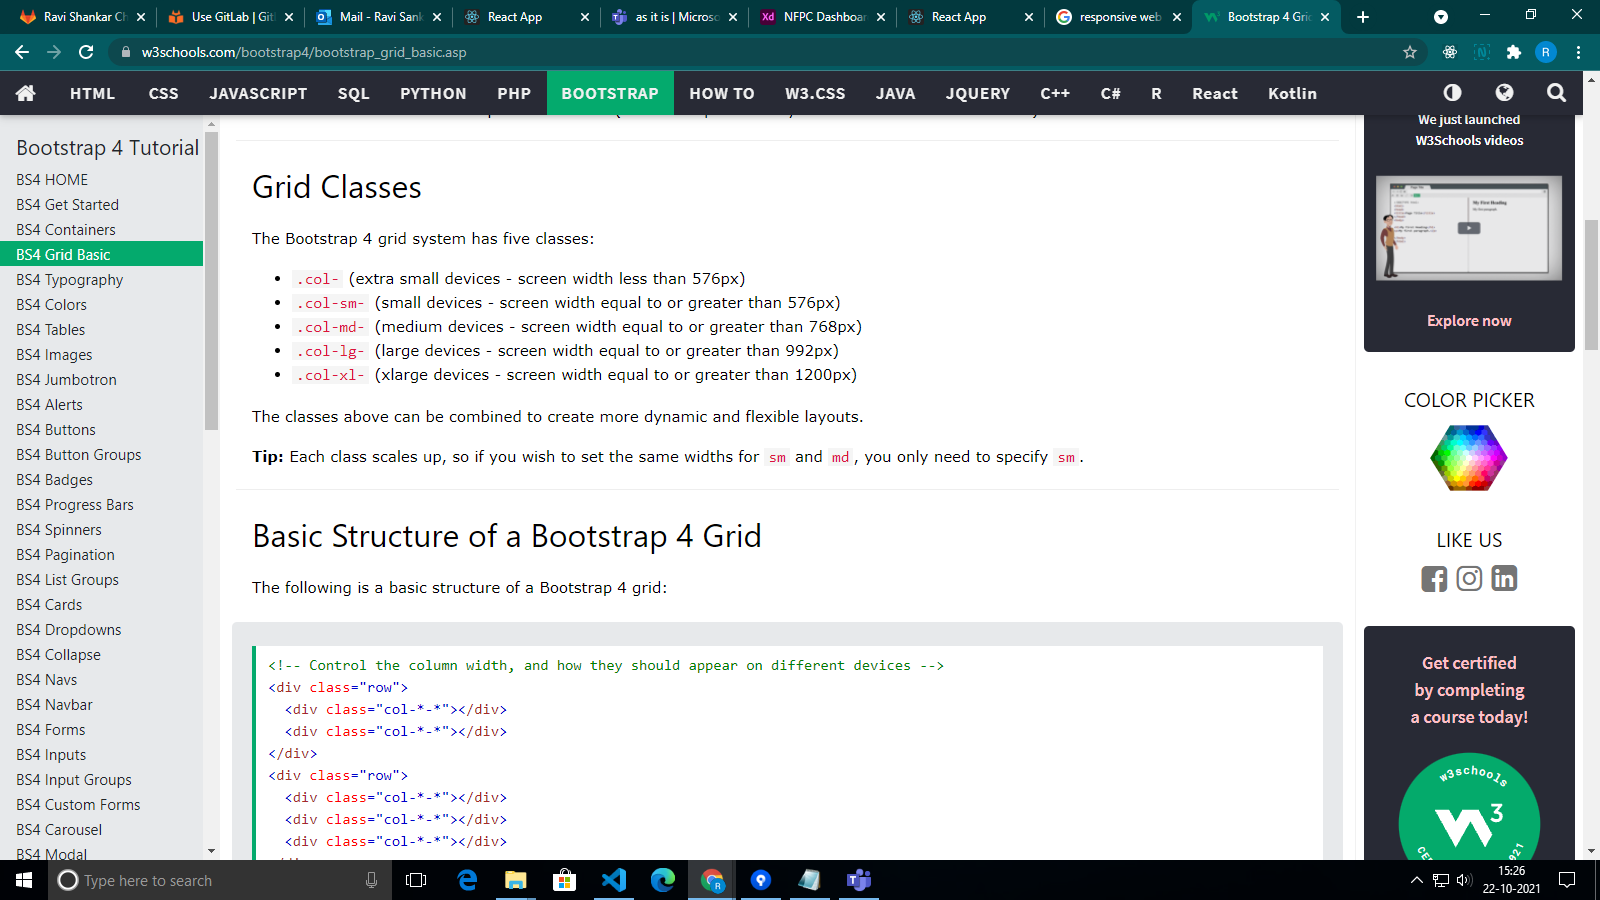 Ravi Shankar Ch
Use GitLab | Git
Mail - Ravi Sank
React App
as it is | Microso
NFPC Dashboar
React App
responsive web
Bootstrap 4 Gri
w3schools.com/bootstrap4/bootstrap_grid_basic.asp
HTML CSS JAVASCRIPT SQL PYTHON PHP BOOTSTRAP HOW TO W3.CSS JAVA JQUERY C++ C# R React Kotlin
Bootstrap 4 Tutorial
BS4 HOME
BS4 Get Started
BS4 Containers
BS4 Grid Basic
BS4 Typography
BS4 Colors
BS4 Tables
BS4 Images
BS4 Jumbotron
BS4 Alerts
BS4 Buttons
BS4 Button Groups
BS4 Badges
BS4 Progress Bars
BS4 Spinners
BS4 Pagination
BS4 List Groups
BS4 Cards
BS4 Dropdowns
BS4 Collapse
BS4 Navs
BS4 Navbar
BS4 Forms
BS4 Inputs
BS4 Input Groups
BS4 Custom Forms
BS4 Carousel
BS4 Modal
Grid Classes
The Bootstrap 4 grid system has five classes:
• .col- (extra small devices - screen width less than 576px)
• .col-sm- (small devices - screen width equal to or greater than 576px)
• .col-md- (medium devices - screen width equal to or greater than 768px)
• .col-lg- (large devices - screen width equal to or greater than 992px)
• .col-xl- (xlarge devices - screen width equal to or greater than 1200px)
The classes above can be combined to create more dynamic and flexible layouts.
Tip: Each class scales up, so if you wish to set the same widths for sm and md, you only need to specify sm.
Basic Structure of a Bootstrap 4 Grid
The following is a basic structure of a Bootstrap 4 grid:
<!-- Control the column width, and how they should appear on different devices -->
<div class="row">
  <div class="col-*-*"></div>
  <div class="col-*-*"></div>
</div>
<div class="row">
  <div class="col-*-*"></div>
  <div class="col-*-*"></div>
  <div class="col-*-*"></div>
We just launched
W3Schools videos
Explore now
COLOR PICKER
LIKE US
Get certified
by completing
a course today!
w3schools
Type here to search
15:26
22-10-2021